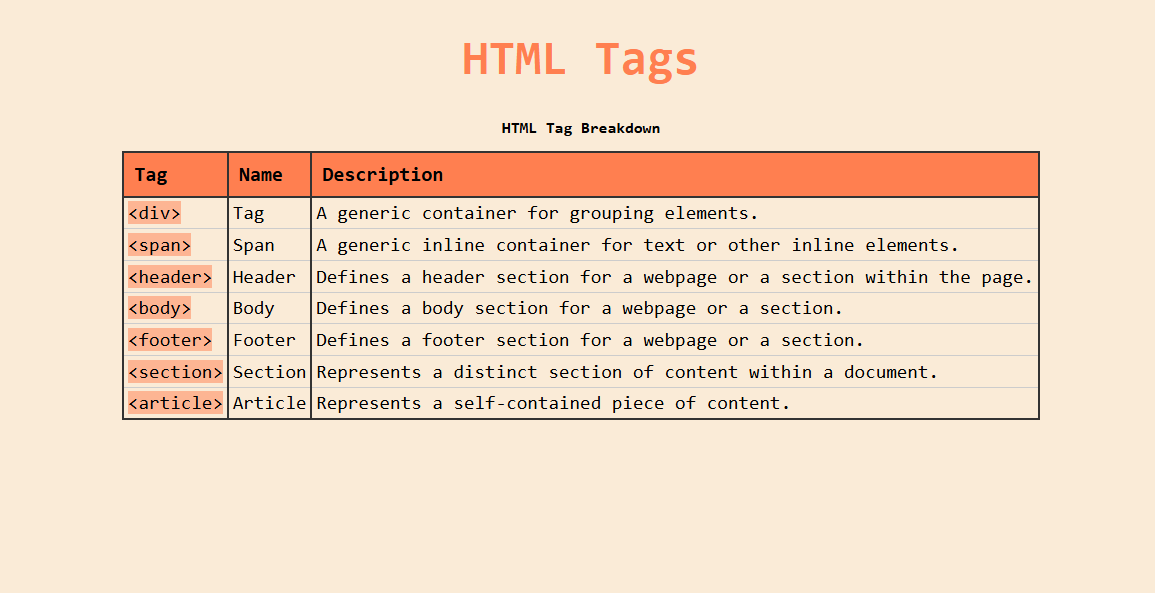 HTML Tags
HTML Tag Breakdown
Tag Name Description
<div> Tag A generic container for grouping elements.
<span> Span A generic inline container for text or other inline elements.
<header> Header Defines a header section for a webpage or a section within the page.
<body> Body Defines a body section for a webpage or a section.
<footer> Footer Defines a footer section for a webpage or a section.
<section> Section Represents a distinct section of content within a document.
<article> Article Represents a self-contained piece of content.